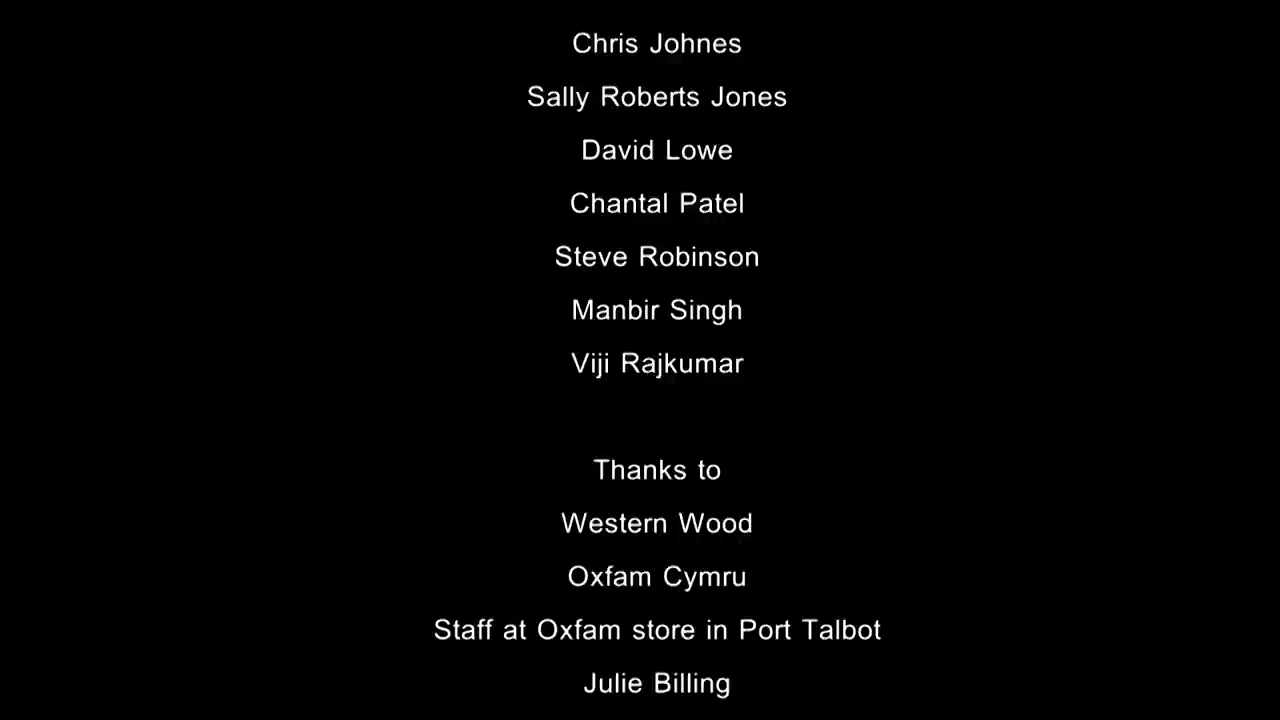 Chris Johnes
Sally Roberts Jones
David Lowe
Chantal Patel
Steve Robinson
Manbir Singh
Viji Rajkumar
Thanks to
Western Wood
Oxfam Cymru
Staff at Oxfam store in Port Talbot
Julie Billing